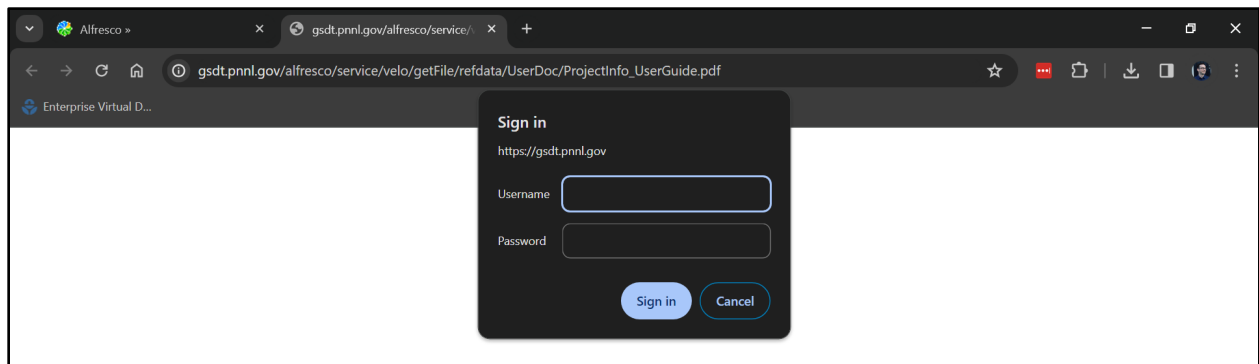 Alfresco »
gsdt.pnnl.gov/alfresco/service/
gsdt.pnnl.gov/alfresco/service/velo/getFile/refdata/UserDoc/ProjectInfo_UserGuide.pdf
Enterprise Virtual D...
Sign in
https://gsdt.pnnl.gov
Username
Password
Sign in Cancel